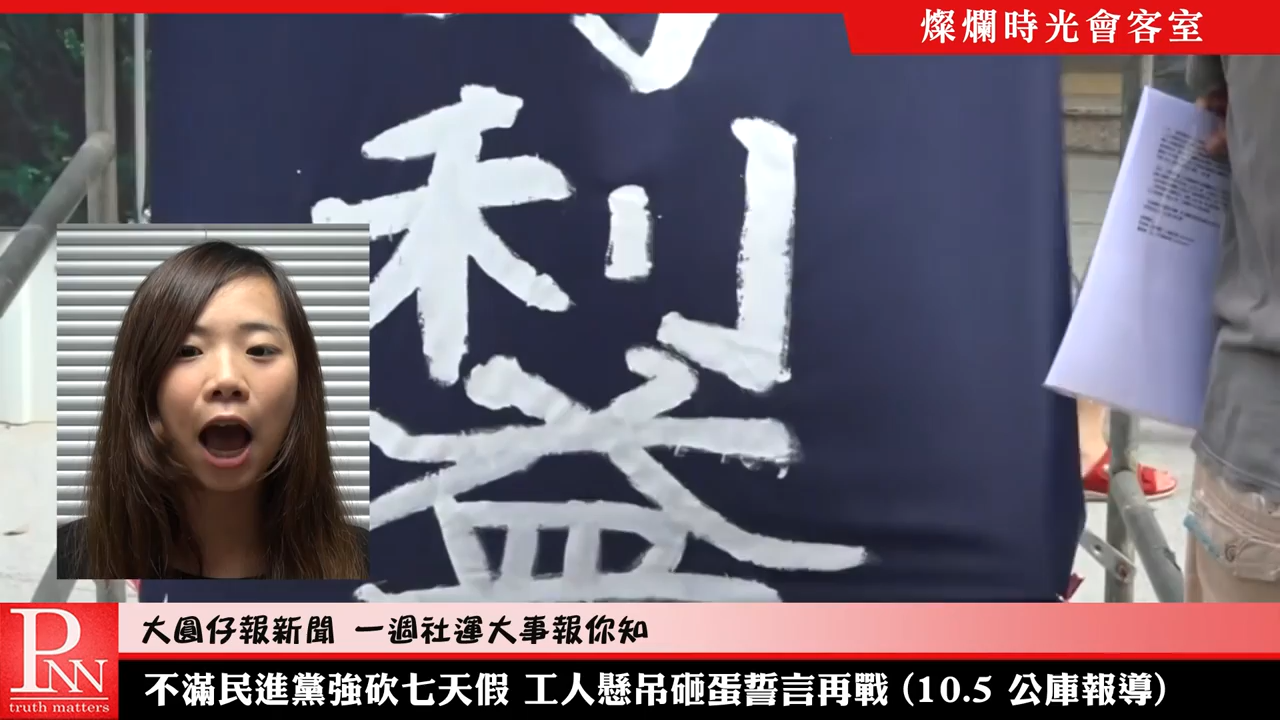 燦爛時光會客室
利
益
大圓仔報新聞 一週社運大事報你知
PNN
truth matters
不滿民進黨強砍七天假 工人懸吊砸蛋誓言再戰 (10.5 公庫報導)